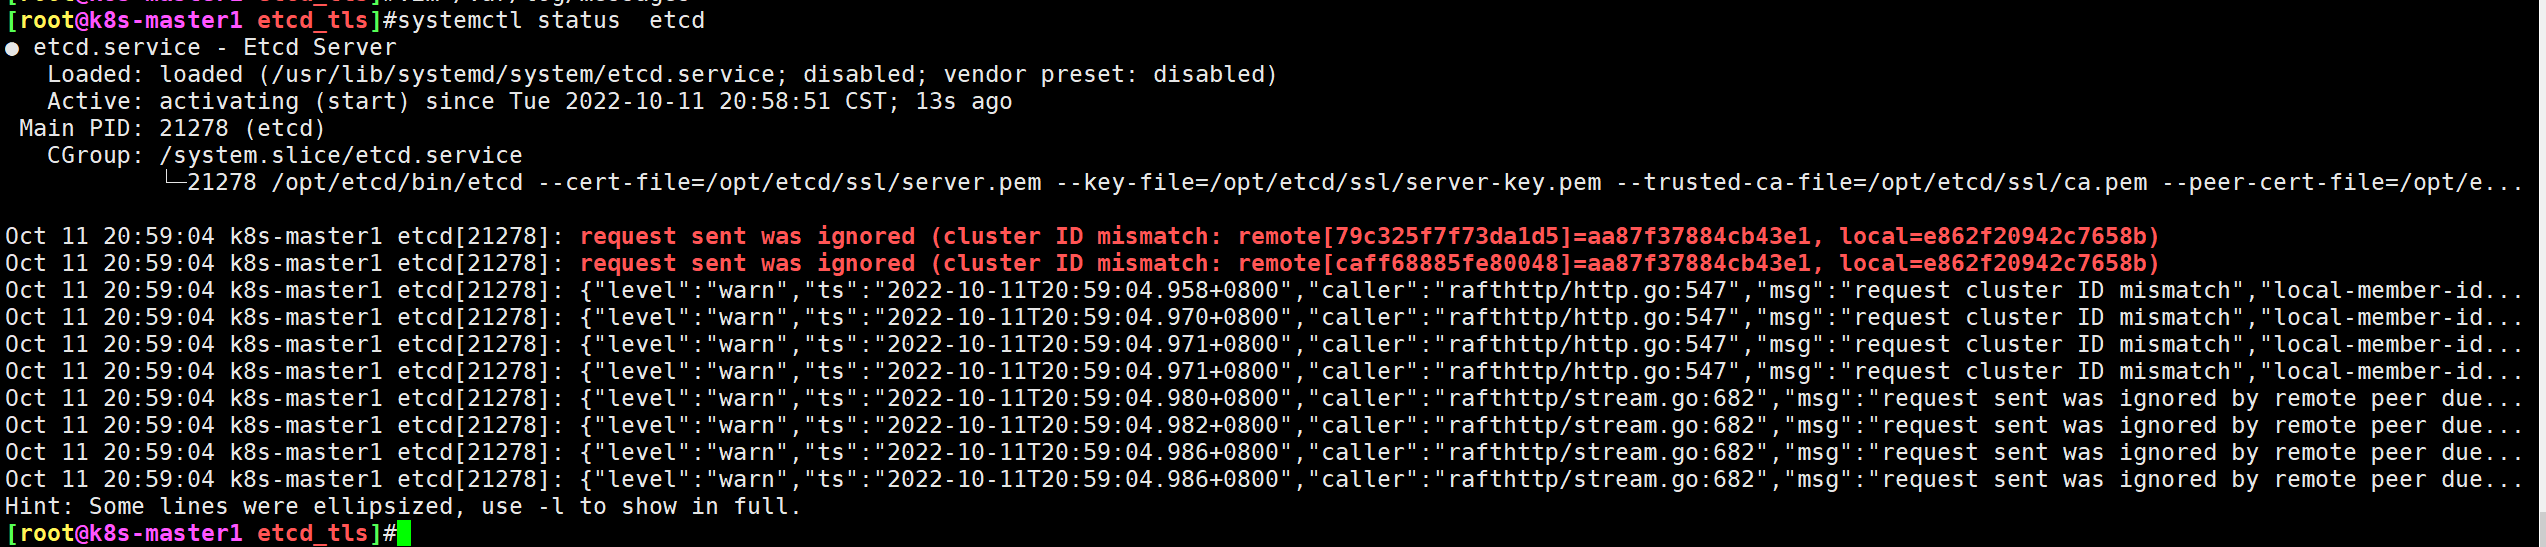 [root@k8s-master1 etcd_tls]#systemctl status  etcd
● etcd.service - Etcd Server
   Loaded: loaded (/usr/lib/systemd/system/etcd.service; disabled; vendor preset: disabled)
   Active: activating (start) since Tue 2022-10-11 20:58:51 CST; 13s ago
 Main PID: 21278 (etcd)
   CGroup: /system.slice/etcd.service
           └─21278 /opt/etcd/bin/etcd --cert-file=/opt/etcd/ssl/server.pem --key-file=/opt/etcd/ssl/server-key.pem --trusted-ca-file=/opt/etcd/ssl/ca.pem --peer-cert-file=/opt/e...
Oct 11 20:59:04 k8s-master1 etcd[21278]: request sent was ignored (cluster ID mismatch: remote[79c325f7f73da1d5]=aa87f37884cb43e1, local=e862f20942c7658b)
Oct 11 20:59:04 k8s-master1 etcd[21278]: request sent was ignored (cluster ID mismatch: remote[caff68885fe80048]=aa87f37884cb43e1, local=e862f20942c7658b)
Oct 11 20:59:04 k8s-master1 etcd[21278]: {"level":"warn","ts":"2022-10-11T20:59:04.958+0800","caller":"rafthttp/http.go:547","msg":"request cluster ID mismatch","local-member-id...
Oct 11 20:59:04 k8s-master1 etcd[21278]: {"level":"warn","ts":"2022-10-11T20:59:04.970+0800","caller":"rafthttp/http.go:547","msg":"request cluster ID mismatch","local-member-id...
Oct 11 20:59:04 k8s-master1 etcd[21278]: {"level":"warn","ts":"2022-10-11T20:59:04.971+0800","caller":"rafthttp/http.go:547","msg":"request cluster ID mismatch","local-member-id...
Oct 11 20:59:04 k8s-master1 etcd[21278]: {"level":"warn","ts":"2022-10-11T20:59:04.971+0800","caller":"rafthttp/http.go:547","msg":"request cluster ID mismatch","local-member-id...
Oct 11 20:59:04 k8s-master1 etcd[21278]: {"level":"warn","ts":"2022-10-11T20:59:04.980+0800","caller":"rafthttp/stream.go:682","msg":"request sent was ignored by remote peer due...
Oct 11 20:59:04 k8s-master1 etcd[21278]: {"level":"warn","ts":"2022-10-11T20:59:04.982+0800","caller":"rafthttp/stream.go:682","msg":"request sent was ignored by remote peer due...
Oct 11 20:59:04 k8s-master1 etcd[21278]: {"level":"warn","ts":"2022-10-11T20:59:04.986+0800","caller":"rafthttp/stream.go:682","msg":"request sent was ignored by remote peer due...
Oct 11 20:59:04 k8s-master1 etcd[21278]: {"level":"warn","ts":"2022-10-11T20:59:04.986+0800","caller":"rafthttp/stream.go:682","msg":"request sent was ignored by remote peer due...
Hint: Some lines were ellipsized, use -l to show in full.
[root@k8s-master1 etcd_tls]#